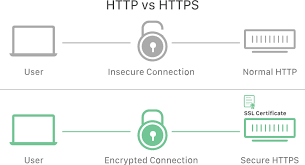 HTTP vs HTTPS
User
Insecure Connection
Normal HTTP
SSL Certificate
User
Encrypted Connection
Secure HTTPS